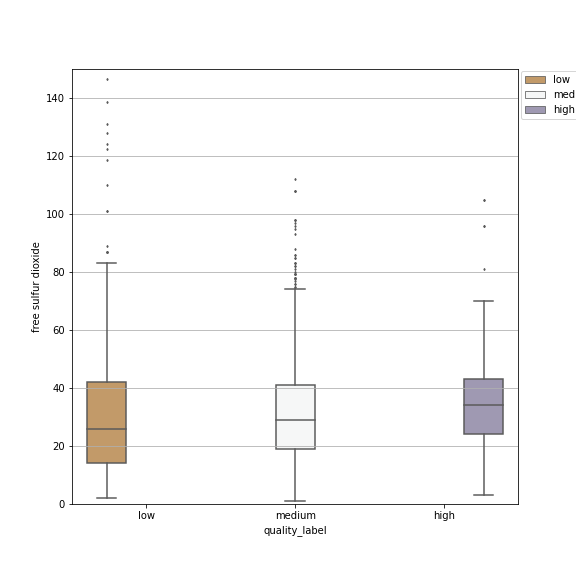 low
med
high
140
120
100
80
60
40
20
0
free sulfur dioxide
low
medium
high
quality_label